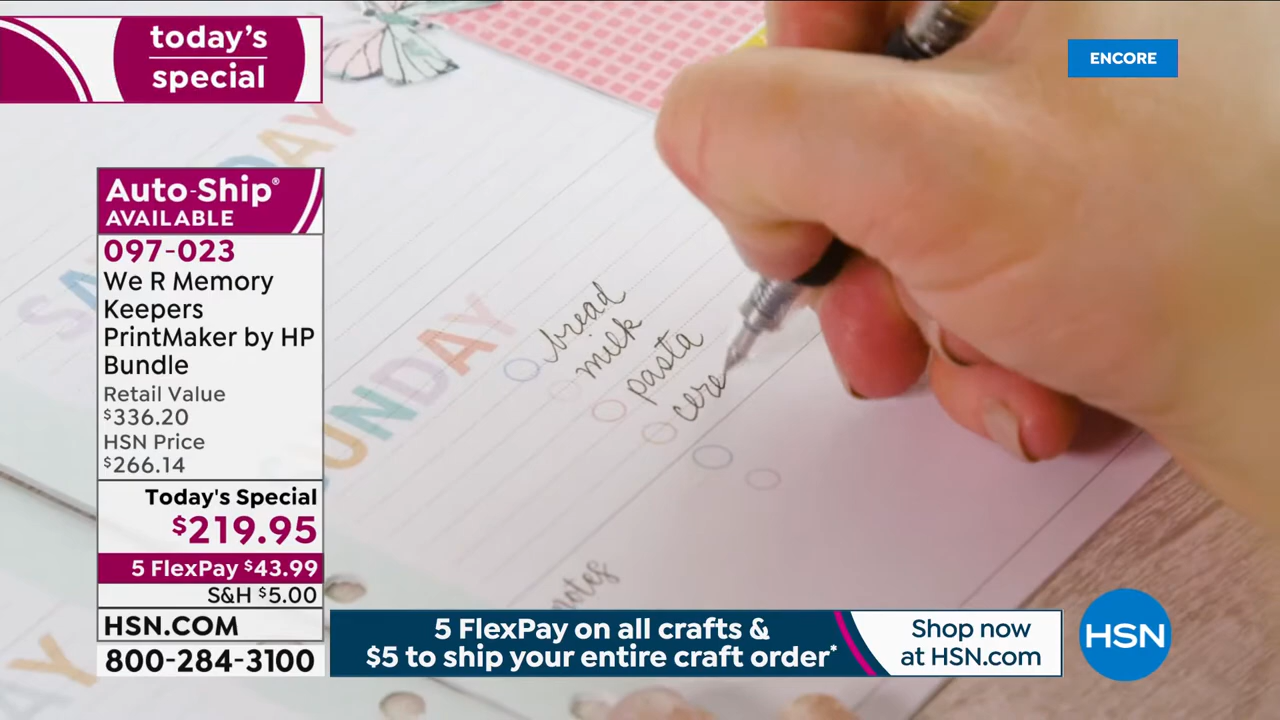 today's
special
ENCORE
Auto-Ship®
AVAILABLE
097-023
We R Memory
Keepers
PrintMaker by HP
Bundle
Retail Value
$336.20
HSN Price
$266.14
Today's Special
$219.95
5 FlexPay $43.99
S&H $5.00
HSN.COM
800-284-3100
SUNDAY
bread
milk
pasta
cere
notes
5 FlexPay on all crafts &
$5 to ship your entire craft order*
Shop now
at HSN.com
HSN